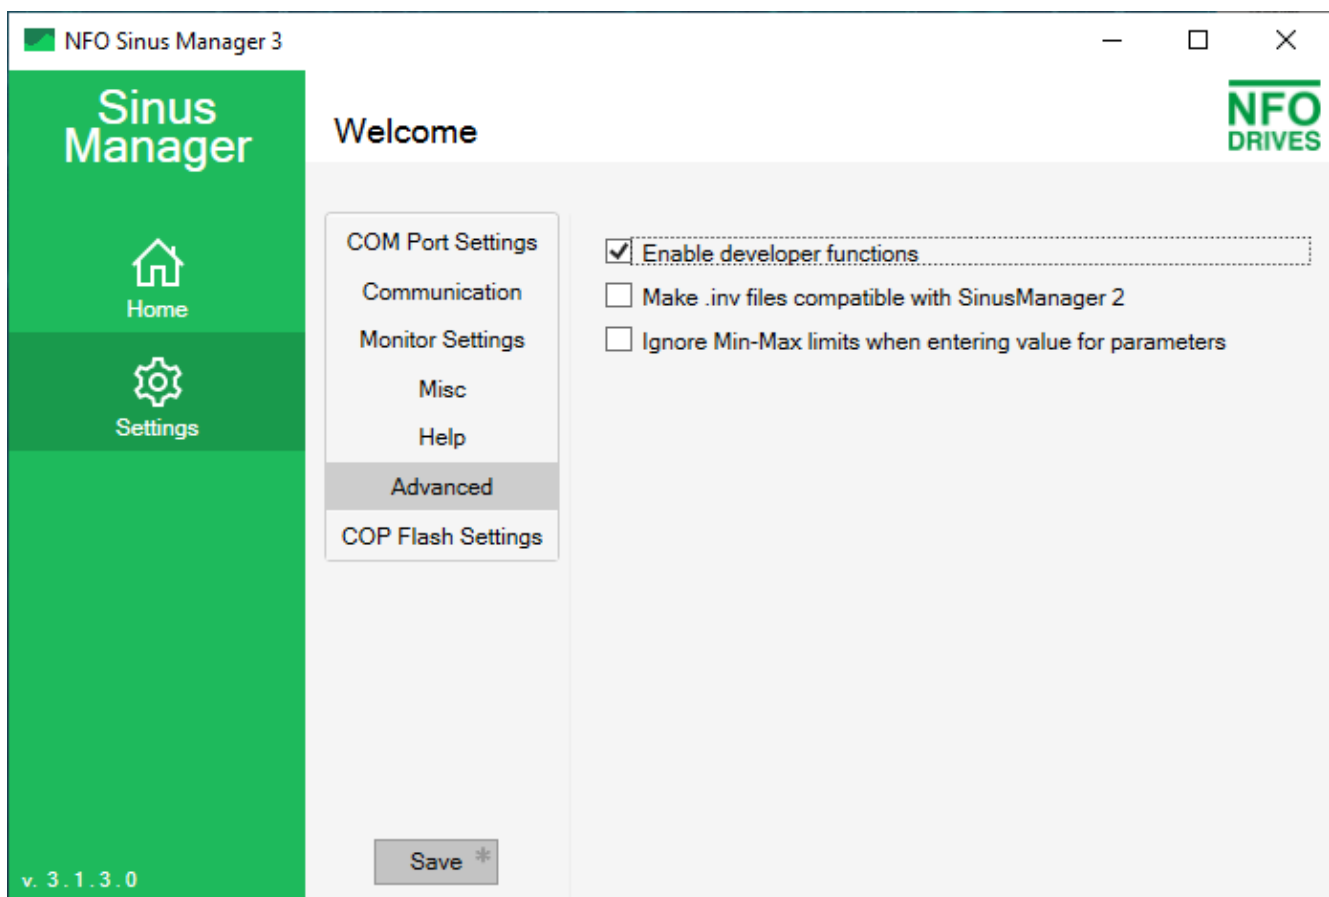 NFO Sinus Manager 3
Sinus
Manager
Welcome
NFO
DRIVES
Home
Settings
COM Port Settings
Communication
Monitor Settings
Misc
Help
Advanced
COP Flash Settings
Enable developer functions
Make .inv files compatible with SinusManager 2
Ignore Min-Max limits when entering value for parameters
Save *
v. 3.1.3.0